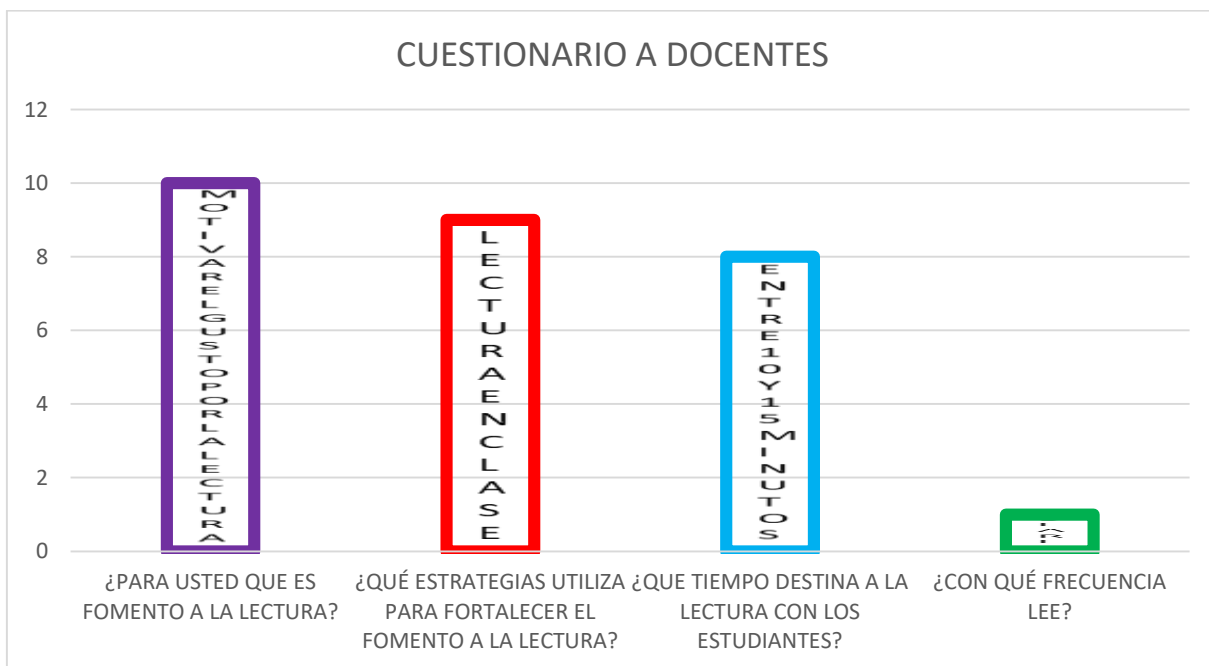 CUESTIONARIO A DOCENTES
12
10
8
6
4
2
0
MOTIVARELGUSTOPORLALECTURA
LECTURAENCLASE
ENTRE10Y15MINUTOS
¿PARA USTED QUE ES
FOMENTO A LA LECTURA?
¿QUÉ ESTRATEGIAS UTILIZA
PARA FORTALECER EL
FOMENTO A LA LECTURA?
¿QUE TIEMPO DESTINA A LA
LECTURA CON LOS
ESTUDIANTES?
¿CON QUÉ FRECUENCIA
LEE?